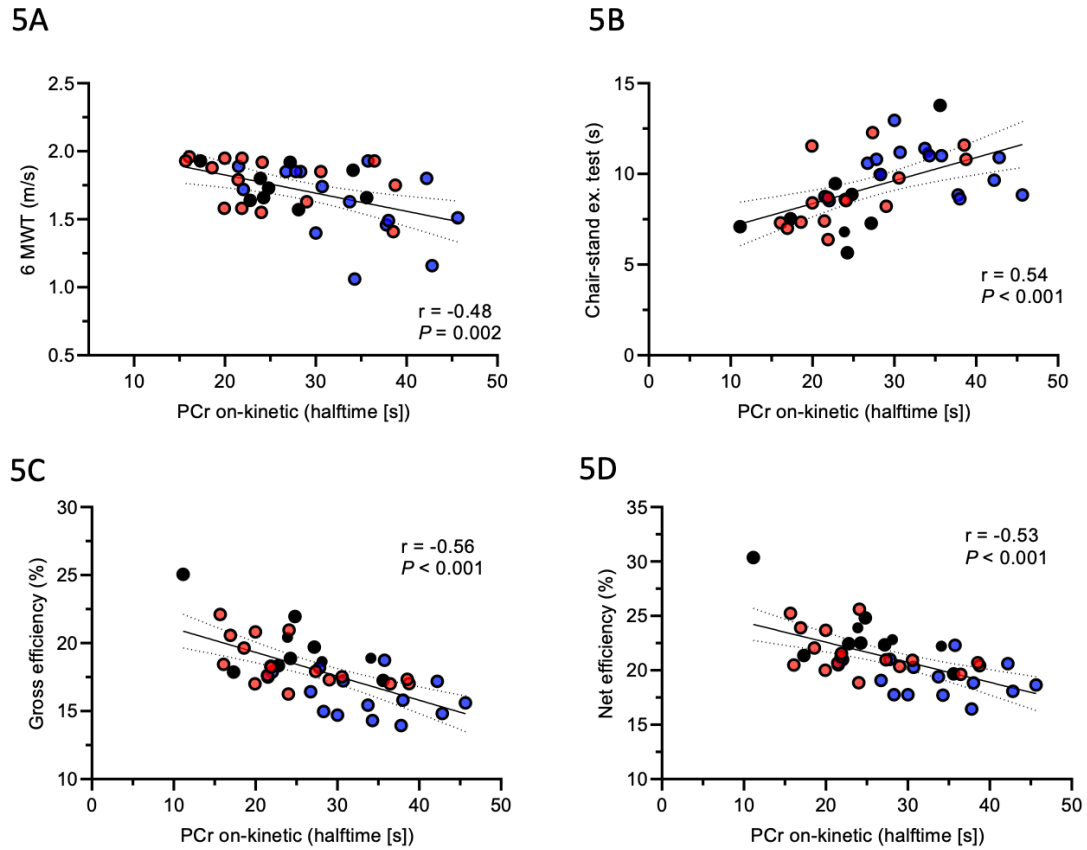 5A
2.5
2.0
1.5
1.0
0.5
6 MWT (m/s)
r = -0.48
P = 0.002
10 20 30 40 50
PCr on-kinetic (halftime [s])
5B
15
10
5
0
Chair-stand ex. test (s)
r = 0.54
P < 0.001
0 10 20 30 40 50
PCr on-kinetic (halftime [s])
5C
30
25
20
15
10
Gross efficiency (%)
r = -0.56
P < 0.001
0 10 20 30 40 50
PCr on-kinetic (halftime [s])
5D
35
30
25
20
15
10
Net efficiency (%)
r = -0.53
P < 0.001
0 10 20 30 40 50
PCr on-kinetic (halftime [s])